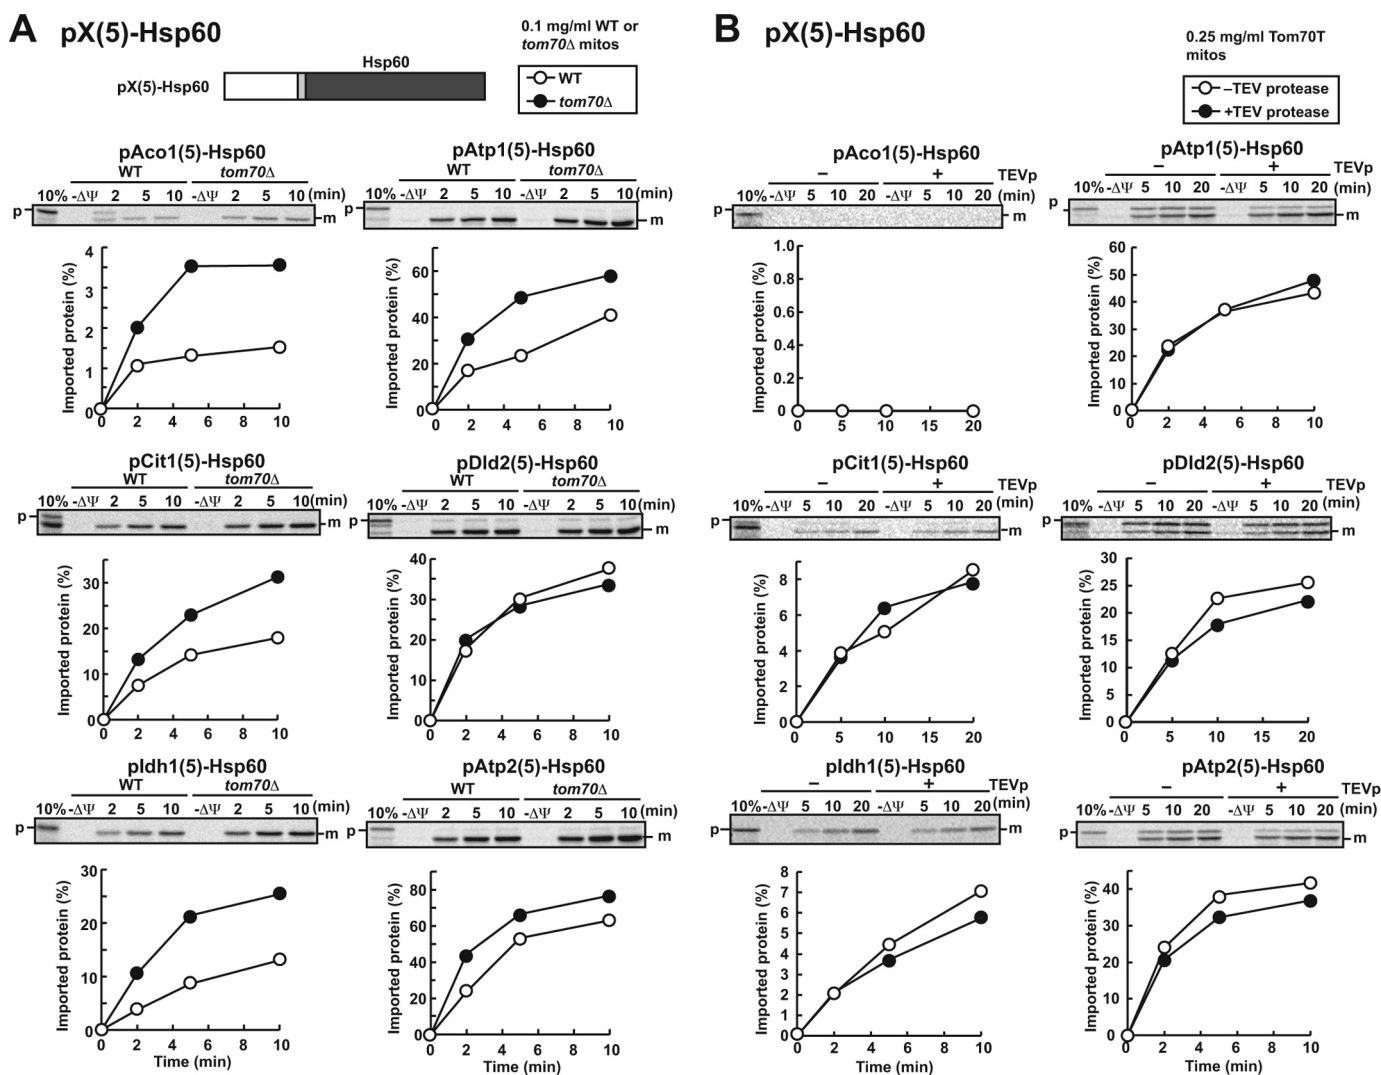 A pX(5)-Hsp60
0.1 mg/ml WT or
tom70Δ mitos
Hsp60
pX(5)-Hsp60
WT
tom70Δ
pAco1(5)-Hsp60
WT tom70Δ
10% -ΔΨ 2 5 10 -ΔΨ 2 5 10 (min)
p
m
Imported protein (%)
4
3
2
1
0
0 2 4 6 8 10
pAtp1(5)-Hsp60
WT tom70Δ
10% -ΔΨ 2 5 10 -ΔΨ 2 5 10 (min)
p
m
Imported protein (%)
60
40
20
0
0 2 4 6 8 10
pCit1(5)-Hsp60
WT tom70Δ
10% -ΔΨ 2 5 10 -ΔΨ 2 5 10 (min)
p
m
Imported protein (%)
30
20
10
0
0 2 4 6 8 10
pDld2(5)-Hsp60
WT tom70Δ
10% -ΔΨ 2 5 10 -ΔΨ 2 5 10 (min)
p
m
Imported protein (%)
40
30
20
10
0
0 2 4 6 8 10
pIdh1(5)-Hsp60
WT tom70Δ
10% -ΔΨ 2 5 10 -ΔΨ 2 5 10 (min)
p
m
Imported protein (%)
30
20
10
0
0 2 4 6 8 10
Time (min)
pAtp2(5)-Hsp60
WT tom70Δ
10% -ΔΨ 2 5 10 -ΔΨ 2 5 10 (min)
p
m
Imported protein (%)
80
60
40
20
0
0 2 4 6 8 10
Time (min)
B pX(5)-Hsp60
0.25 mg/ml Tom70T
mitos
–TEV protease
+TEV protease
pAco1(5)-Hsp60
– + TEVp
10% -ΔΨ 5 10 20 -ΔΨ 5 10 20 (min)
p
m
Imported protein (%)
1.0
0.8
0.6
0.4
0.2
0
0 5 10 15 20
pAtp1(5)-Hsp60
– + TEVp
10% -ΔΨ 5 10 20 -ΔΨ 5 10 20 (min)
p
m
Imported protein (%)
60
50
40
30
20
10
0
0 2 4 6 8 10
pCit1(5)-Hsp60
– + TEVp
10% -ΔΨ 5 10 20 -ΔΨ 5 10 20 (min)
p
m
Imported protein (%)
8
6
4
2
0
0 5 10 15 20
pDld2(5)-Hsp60
– + TEVp
10% -ΔΨ 5 10 20 -ΔΨ 5 10 20 (min)
p
m
Imported protein (%)
30
25
20
15
10
5
0
0 5 10 15 20
pIdh1(5)-Hsp60
– + TEVp
10% -ΔΨ 5 10 20 -ΔΨ 5 10 20 (min)
p
m
Imported protein (%)
8
7
6
5
4
3
2
1
0
0 2 4 6 8 10
Time (min)
pAtp2(5)-Hsp60
– + TEVp
10% -ΔΨ 5 10 20 -ΔΨ 5 10 20 (min)
p
m
Imported protein (%)
40
30
20
10
0
0 2 4 6 8 10
Time (min)